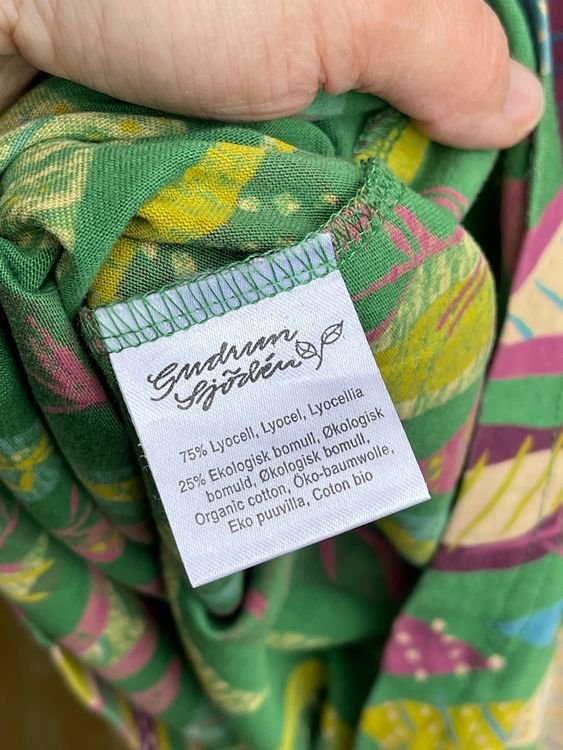 Gudrun
Sjödén
75% Lyocell, Lyocel, Lyocellia
25% Ekologisk bomull, Økologisk
bomuld, Økologisk bomull,
Organic cotton, Öko-baumwolle,
Eko puuvilla, Coton bio